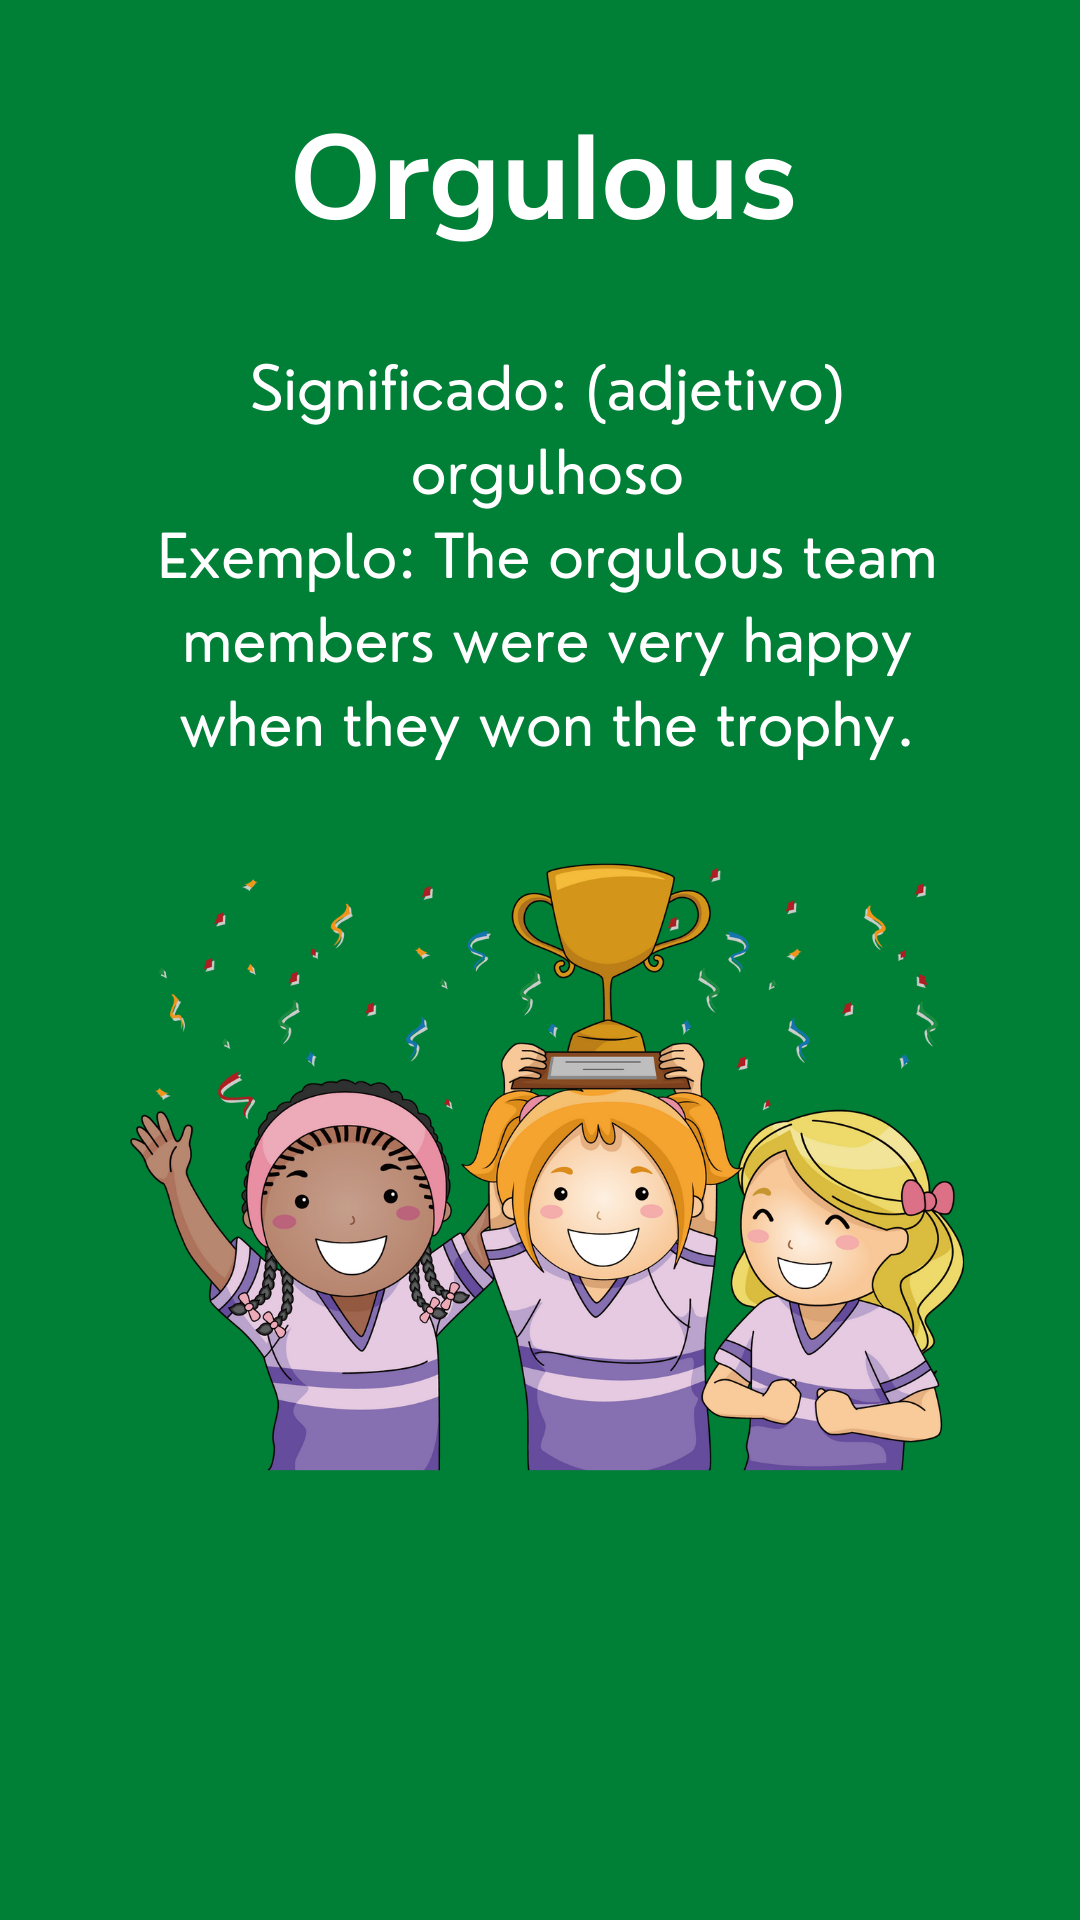 Orgulous
Significado: (adjetivo)
orgulhoso
Exemplo: The orgulous team
members were very happy
when they won the trophy.